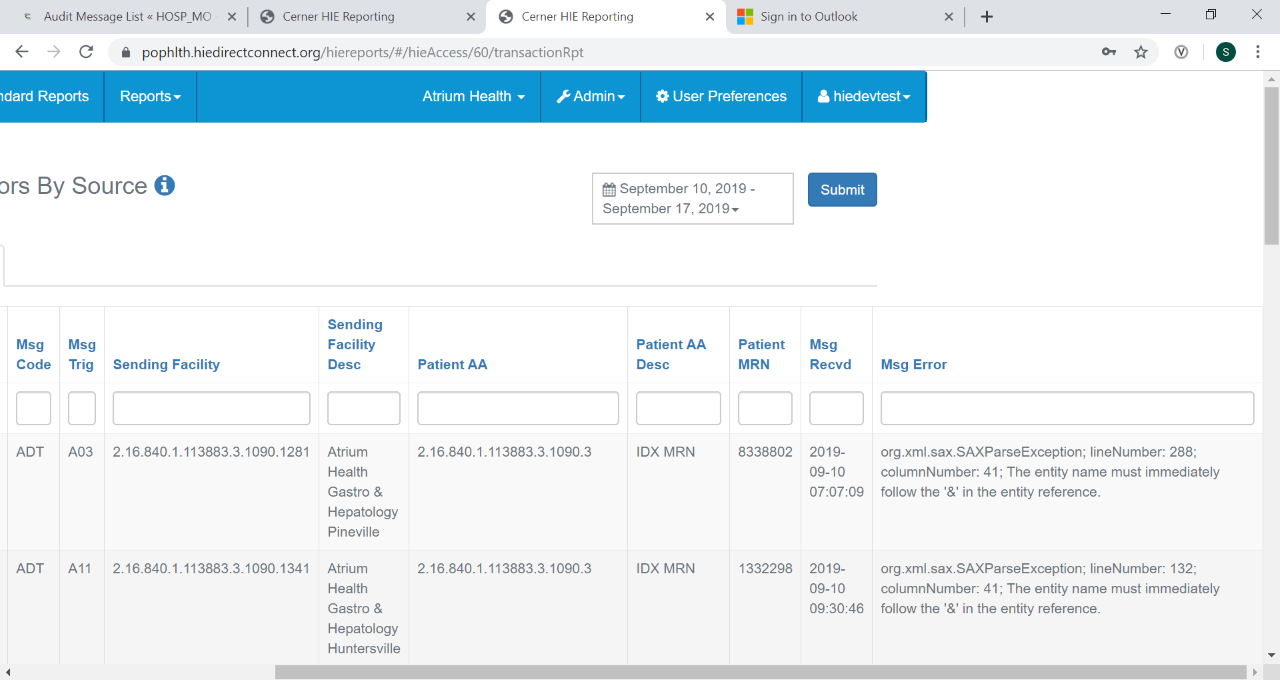 Audit Message List « HOSP_MO
Cerner HIE Reporting
Cerner HIE Reporting
Sign in to Outlook
pophlth.hiedirectconnect.org/hiereports/#/hieAccess/60/transactionRpt
S
ndard Reports
Reports
Atrium Health
Admin
User Preferences
hiedevtest
ors By Source
September 10, 2019 -
September 17, 2019
Submit
Msg
Code
Msg
Trig
Sending Facility
Sending
Facility
Desc
Patient AA
Patient AA
Desc
Patient
MRN
Msg
Recvd
Msg Error
ADT
A03
2.16.840.1.113883.3.1090.1281
Atrium
Health
Gastro &
Hepatology
Pineville
2.16.840.1.113883.3.1090.3
IDX MRN
8338802
2019-
09-10
07:07:09
org.xml.sax.SAXParseException; lineNumber: 288;
columnNumber: 41; The entity name must immediately
follow the '&' in the entity reference.
ADT
A11
2.16.840.1.113883.3.1090.1341
Atrium
Health
Gastro &
Hepatology
Huntersville
2.16.840.1.113883.3.1090.3
IDX MRN
1332298
2019-
09-10
09:30:46
org.xml.sax.SAXParseException; lineNumber: 132;
columnNumber: 41; The entity name must immediately
follow the '&' in the entity reference.